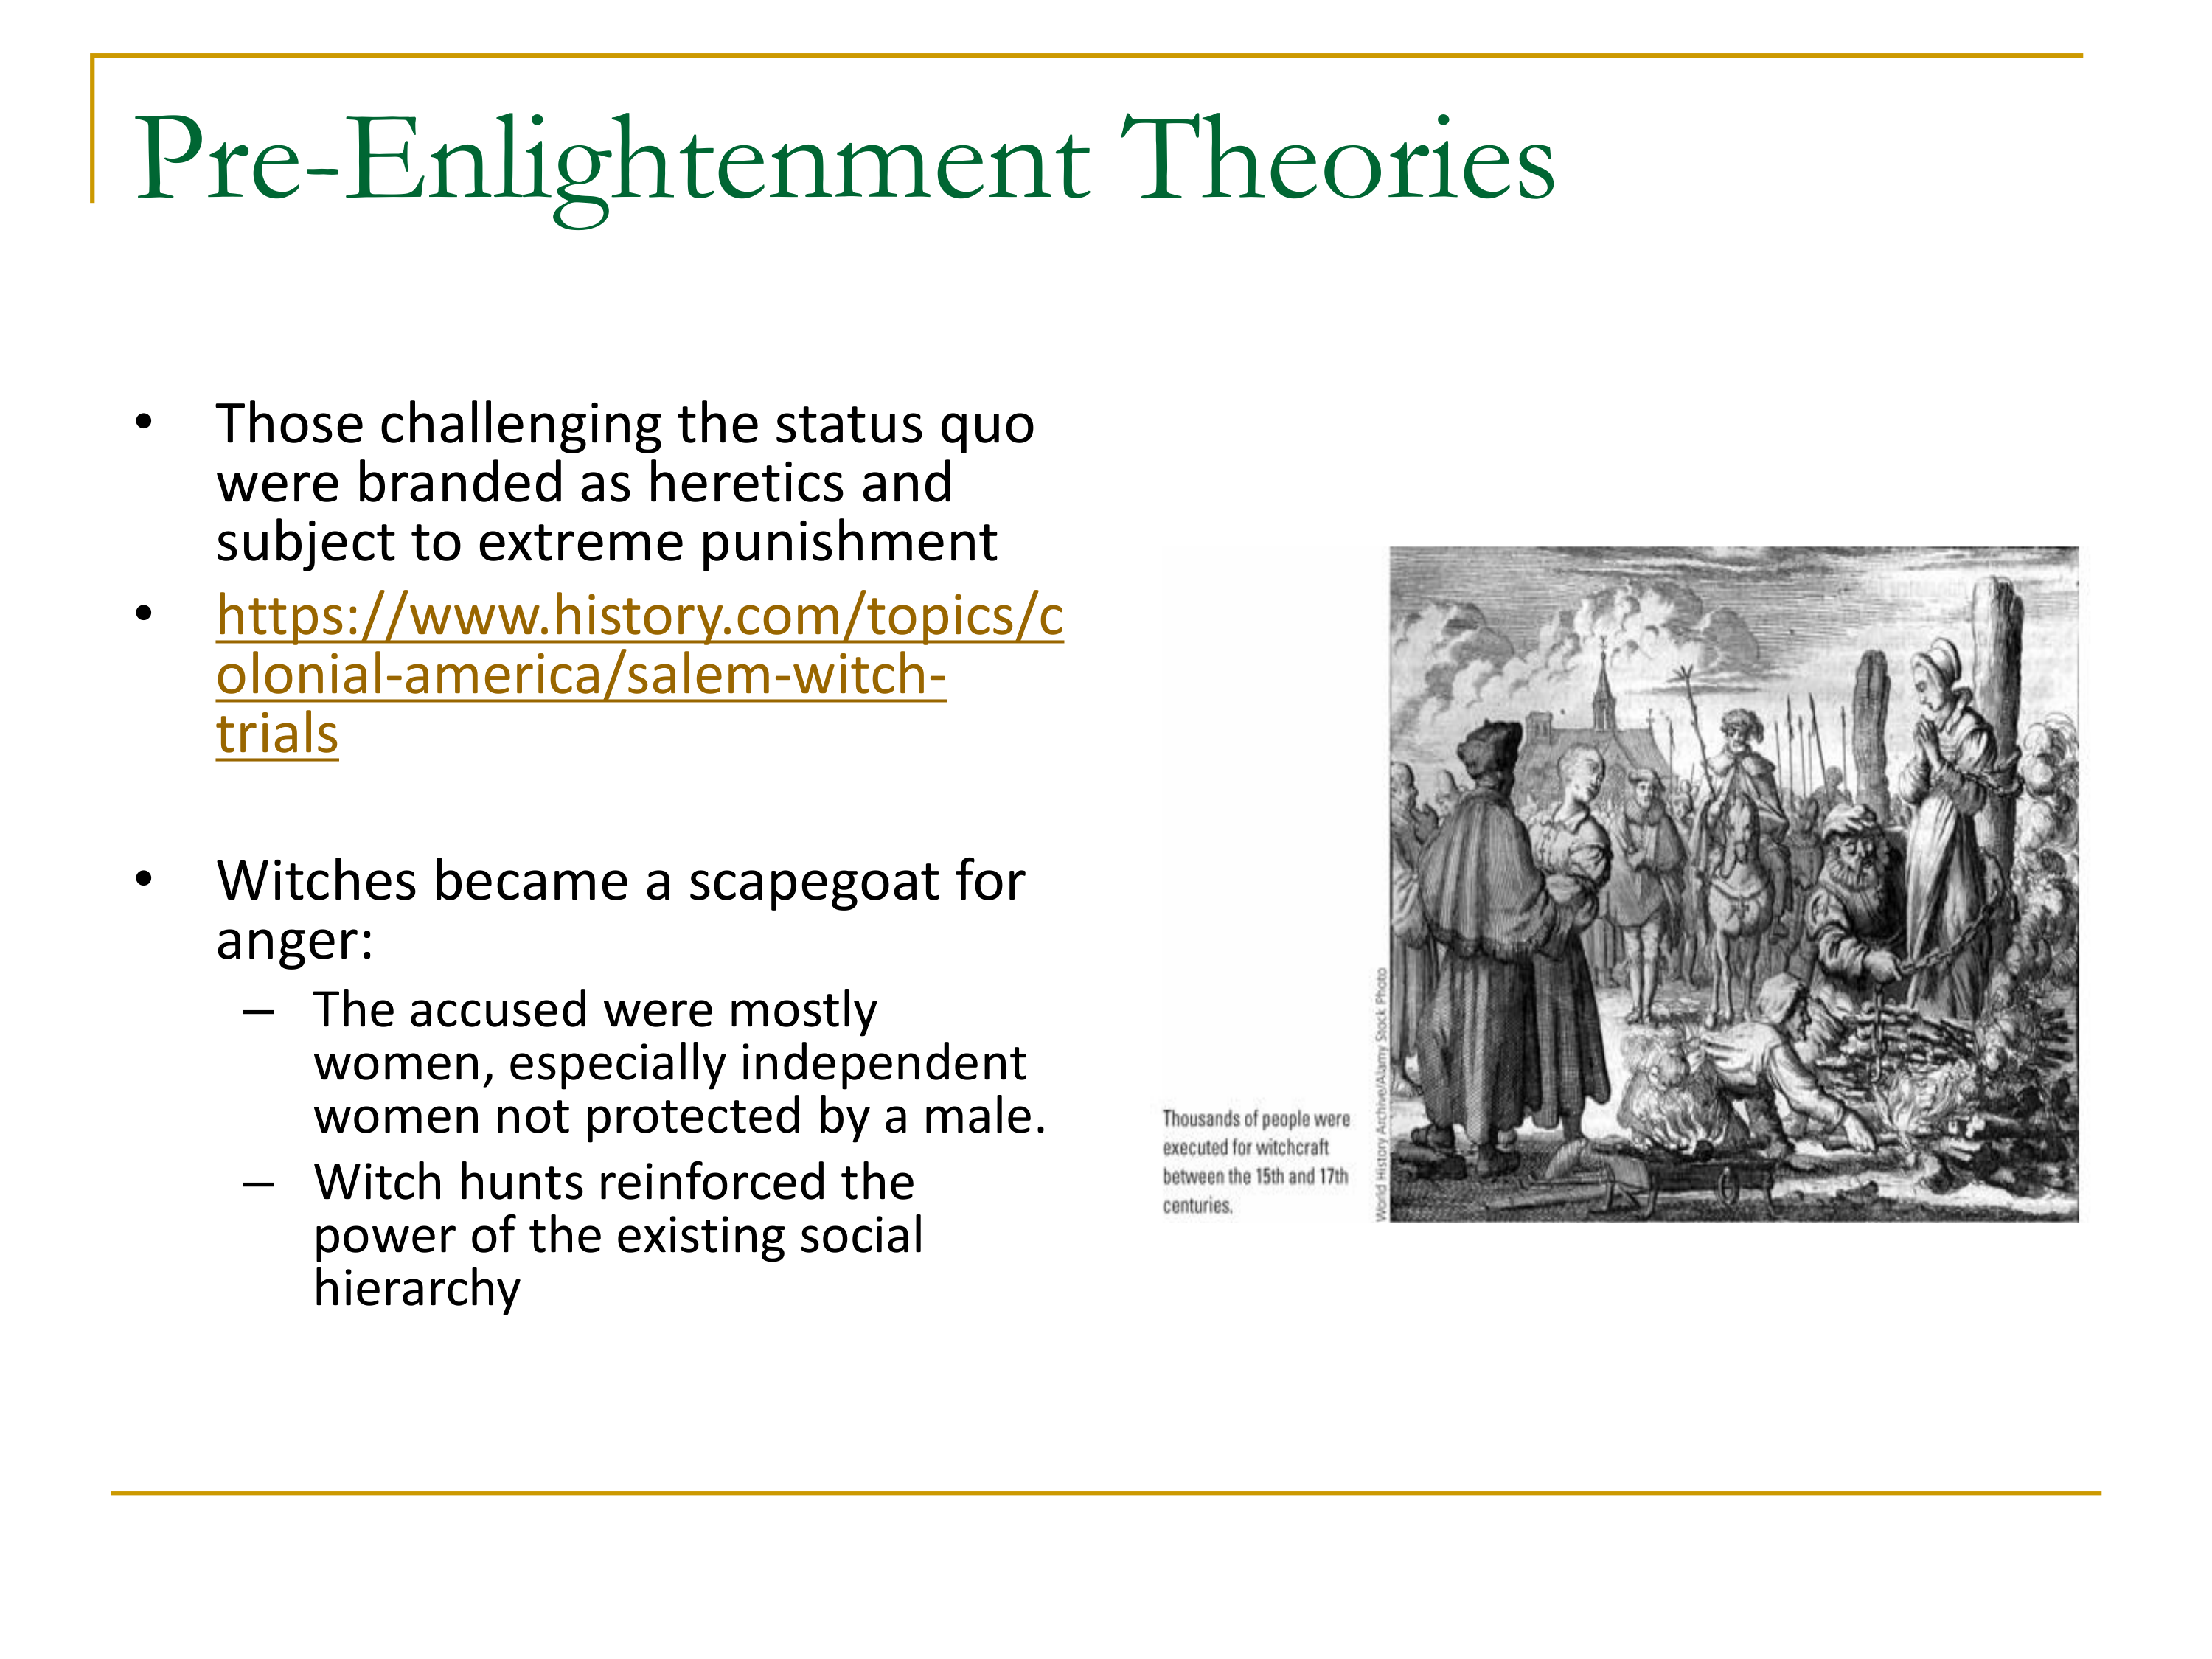 Pre-Enlightenment Theories
• Those challenging the status quo
were branded as heretics and
subject to extreme punishment
• https://www.history.com/topics/c
olonial-america/salem-witch-
trials
• Witches became a scapegoat for
anger:
– The accused were mostly
women, especially independent
women not protected by a male.
– Witch hunts reinforced the
power of the existing social
hierarchy
Thousands of people were
executed for witchcraft
between the 15th and 17th
centuries.
World History Archive/Alamy Stock Photo